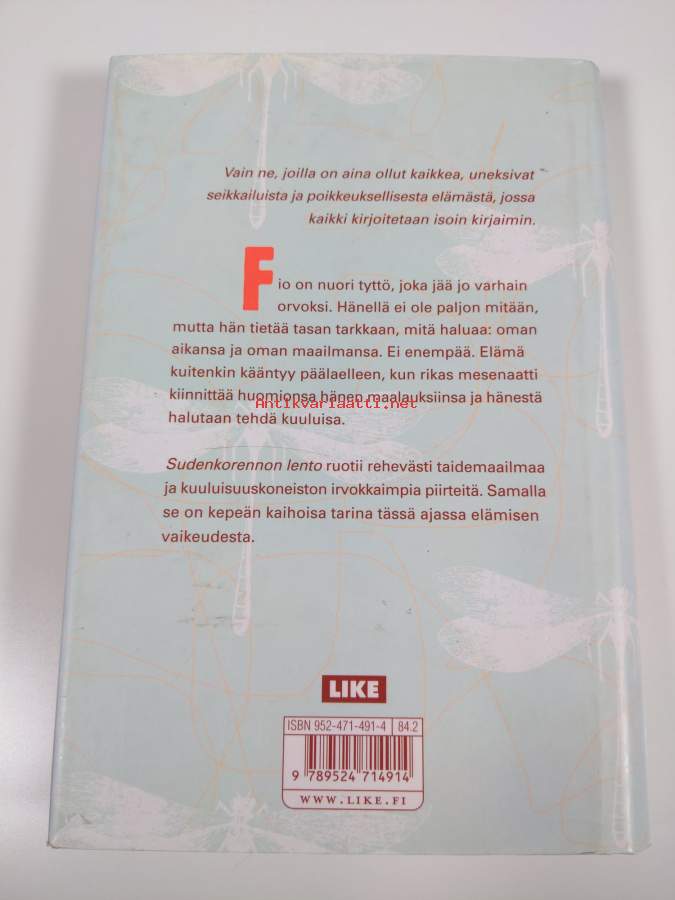 Vain ne, joilla on aina ollut kaikkea, uneksivat
seikkailuista ja poikkeuksellisesta elämästä, jossa
kaikki kirjoitetaan isoin kirjaimin.
Fio on nuori tyttö, joka jää jo varhain
orvoksi. Hänellä ei ole paljon mitään,
mutta hän tietää tasan tarkkaan, mitä haluaa: oman
aikansa ja oman maailmansa. Ei enempää. Elämä
kuitenkin kääntyy päälaelleen, kun rikas mesenaatti
kiinnittää huomionsa hänen maalauksiinsa ja hänestä
Antikvariaatti.net
halutaan tehdä kuuluisa.
Sudenkorennon lento ruotii rehevästi taidemaailmaa
ja kuuluisuuskoneiston irvokkaimpia piirteitä. Samalla
se on kepeän kaihoisa tarina tässä ajassa elämisen
vaikeudesta.
LIKE
ISBN 952-471-491-4 84.2
9 789524 714914
WWW.LIKE.FI